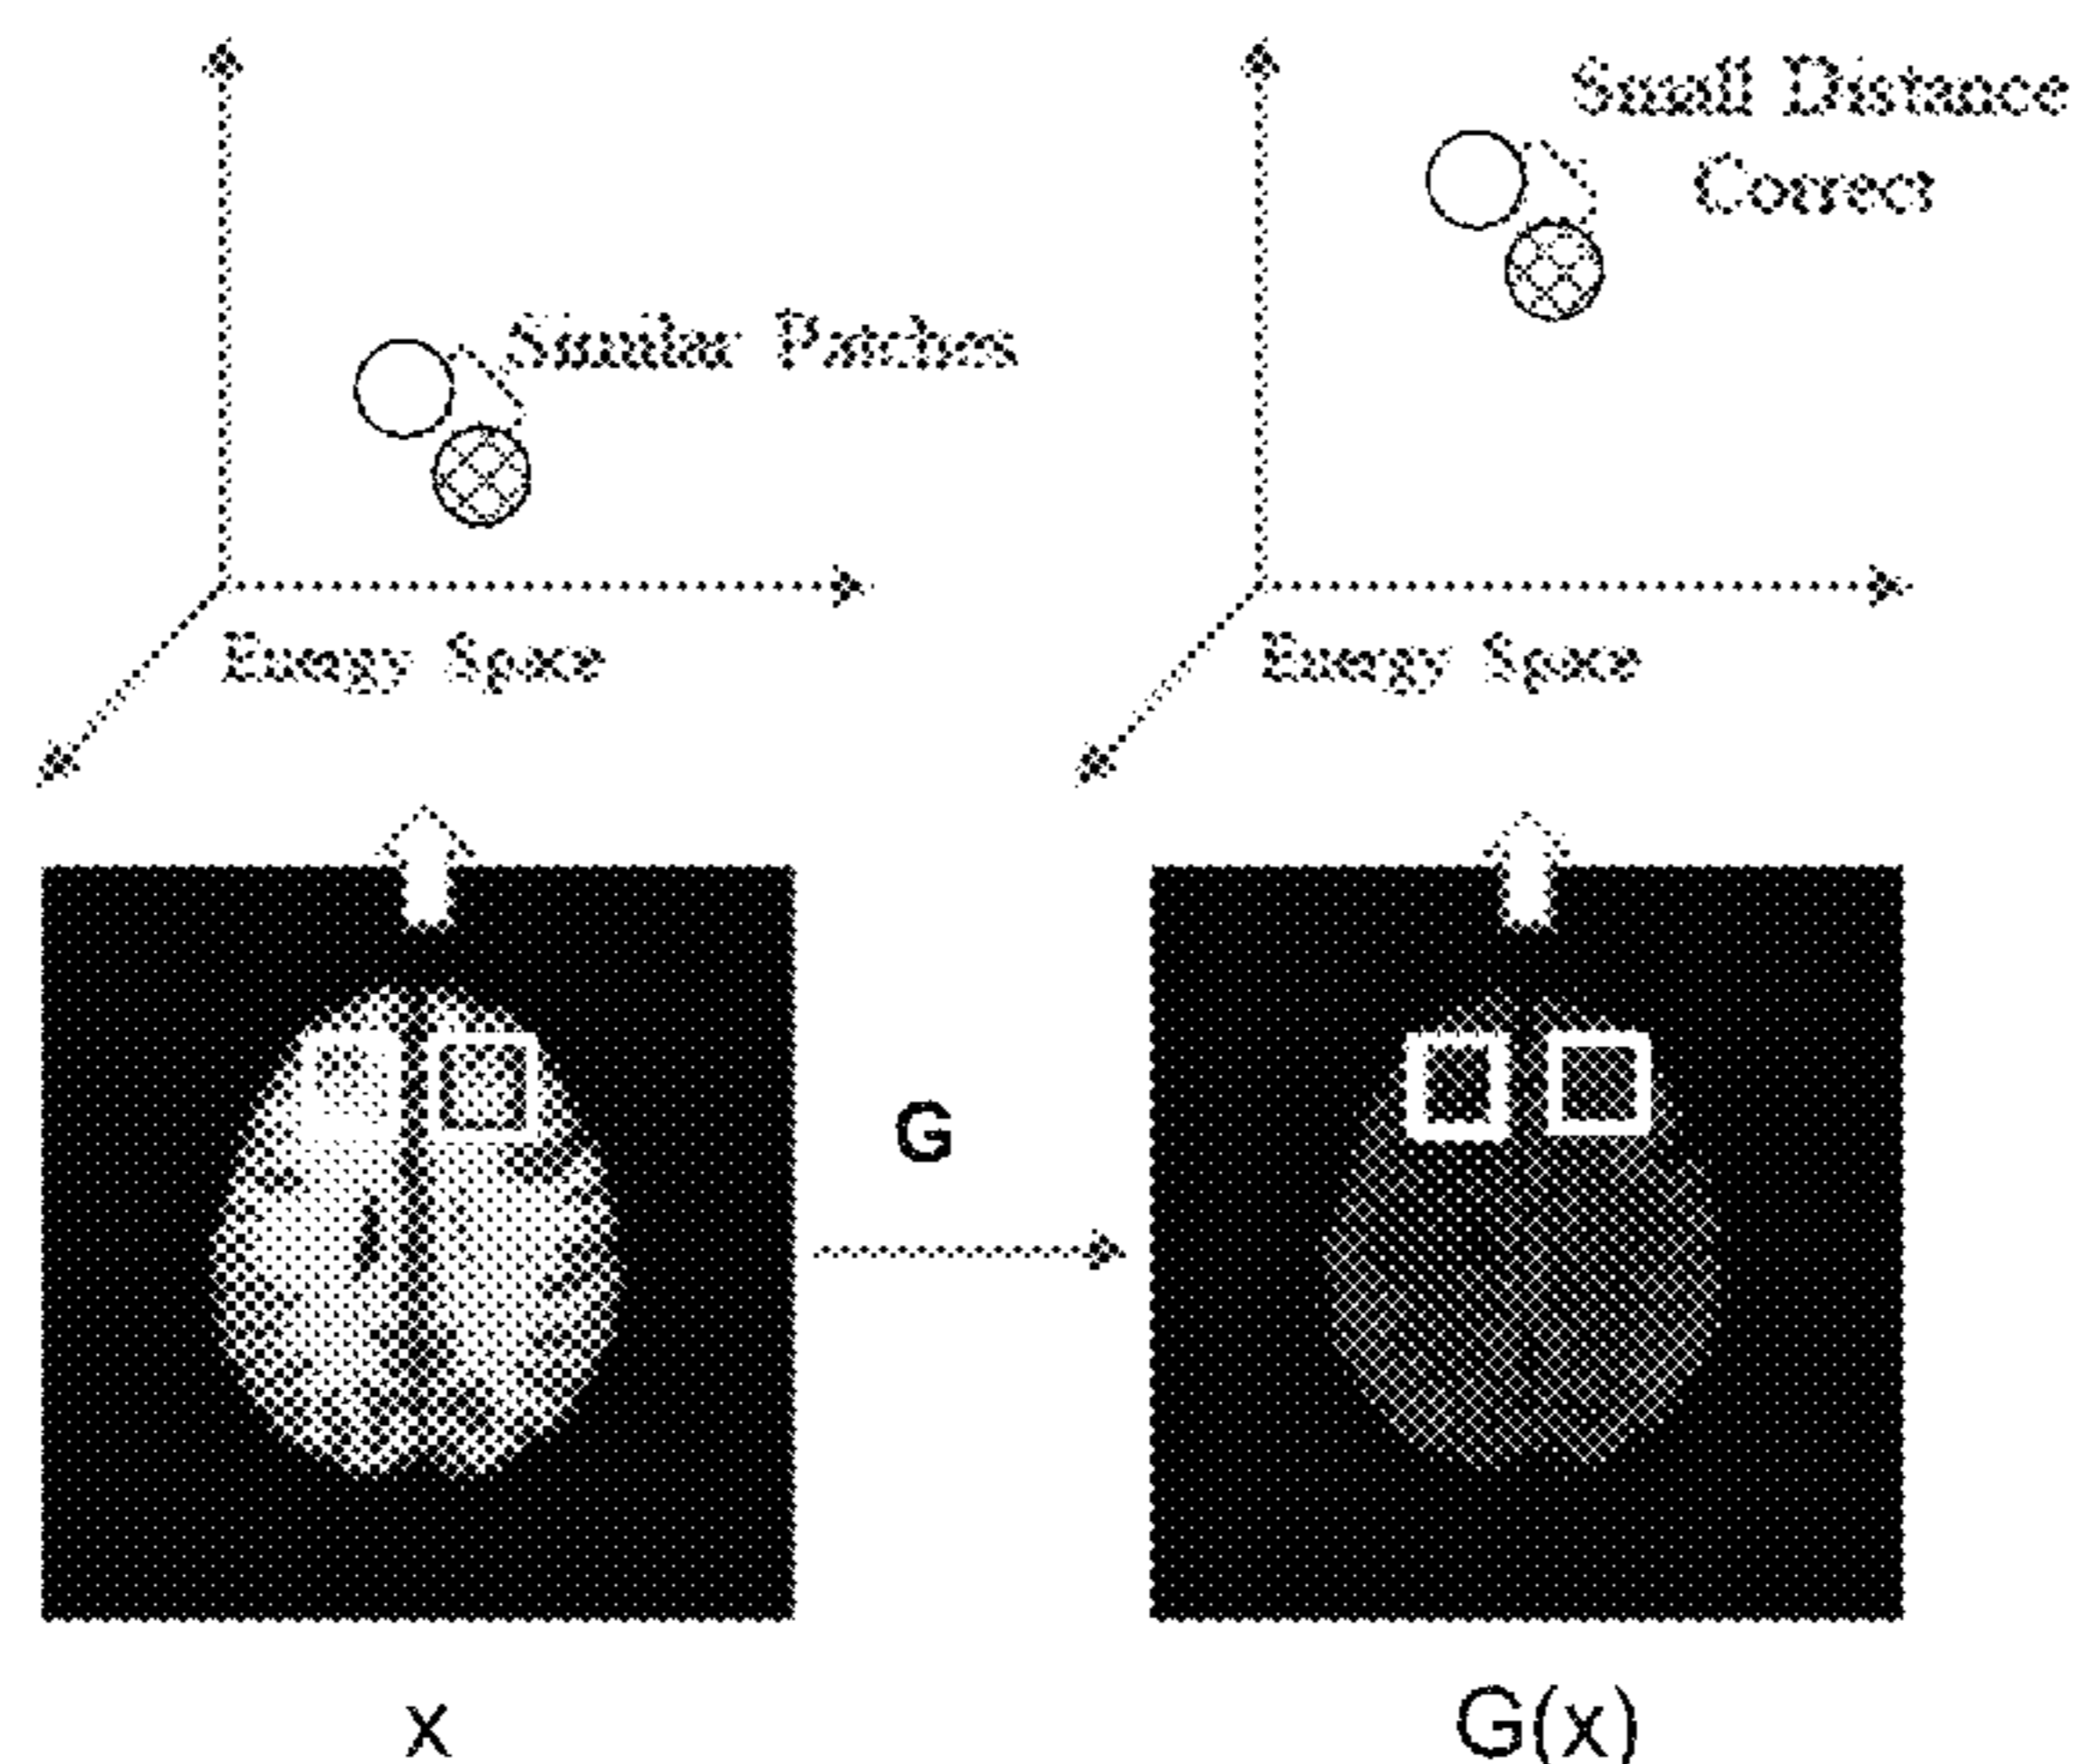 Small Distance
Correct
Similar Patches
Energy Space
Energy Space
G
x
G(x)